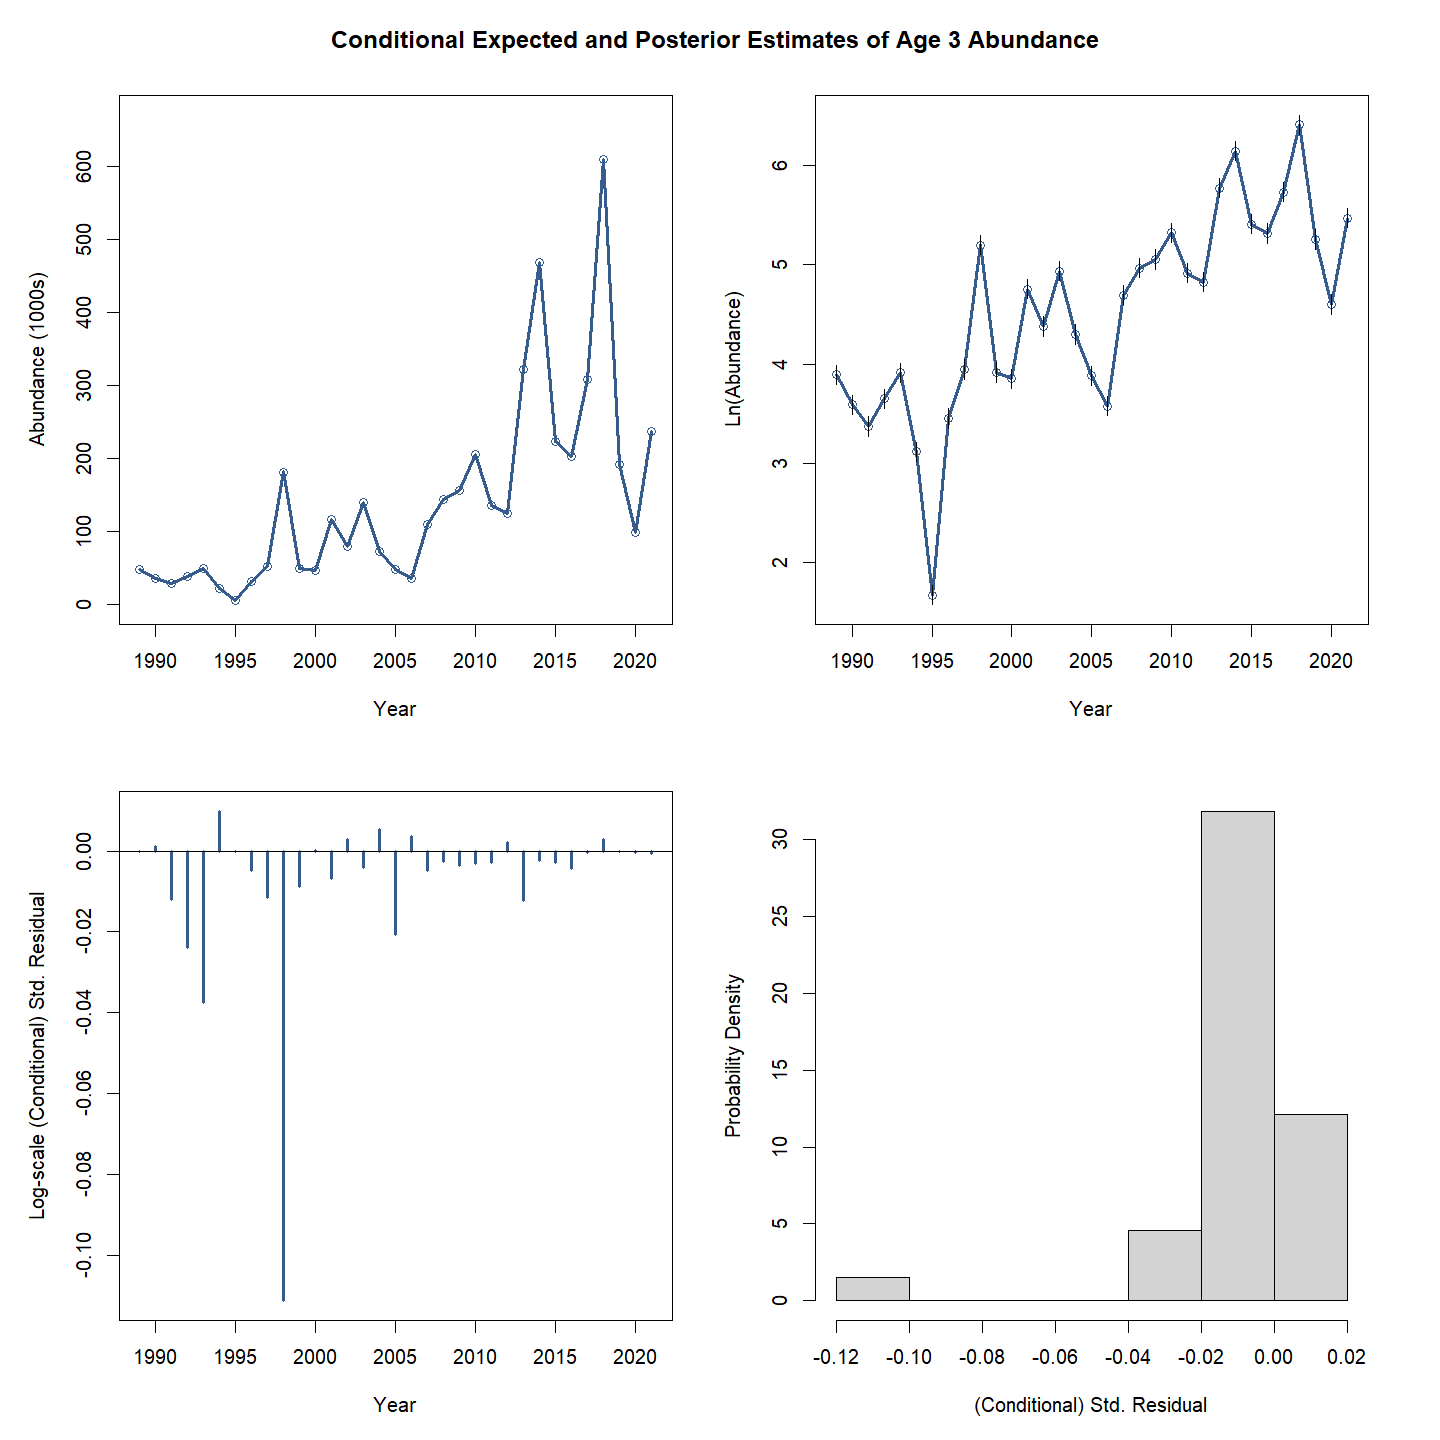 Conditional Expected and Posterior Estimates of Age 3 Abundance
Abundance (1000s)
600
500
400
300
200
100
0
1990 1995 2000 2005 2010 2015 2020
Year
Ln(Abundance)
6
5
4
3
2
1990 1995 2000 2005 2010 2015 2020
Year
Log-scale (Conditional) Std. Residual
0.00
-0.02
-0.04
-0.06
-0.08
-0.10
1990 1995 2000 2005 2010 2015 2020
Year
Probability Density
30
25
20
15
10
5
0
-0.12 -0.10 -0.08 -0.06 -0.04 -0.02 0.00 0.02
(Conditional) Std. Residual